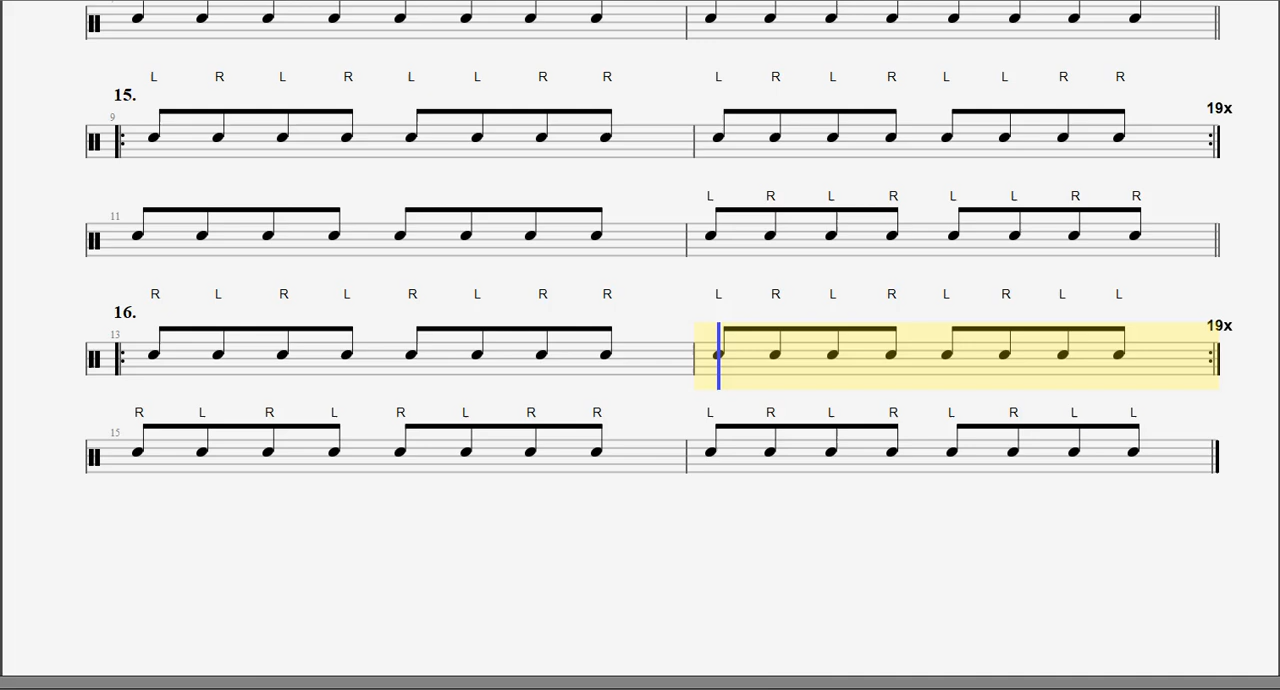 L R L R L L R R L R L R L L R R
15. 19x
9
L R L R L L R R
11
R L R L R L R R L R L R L R L L
16. 19x
13
R L R L R L R R L R L R L R L L
15